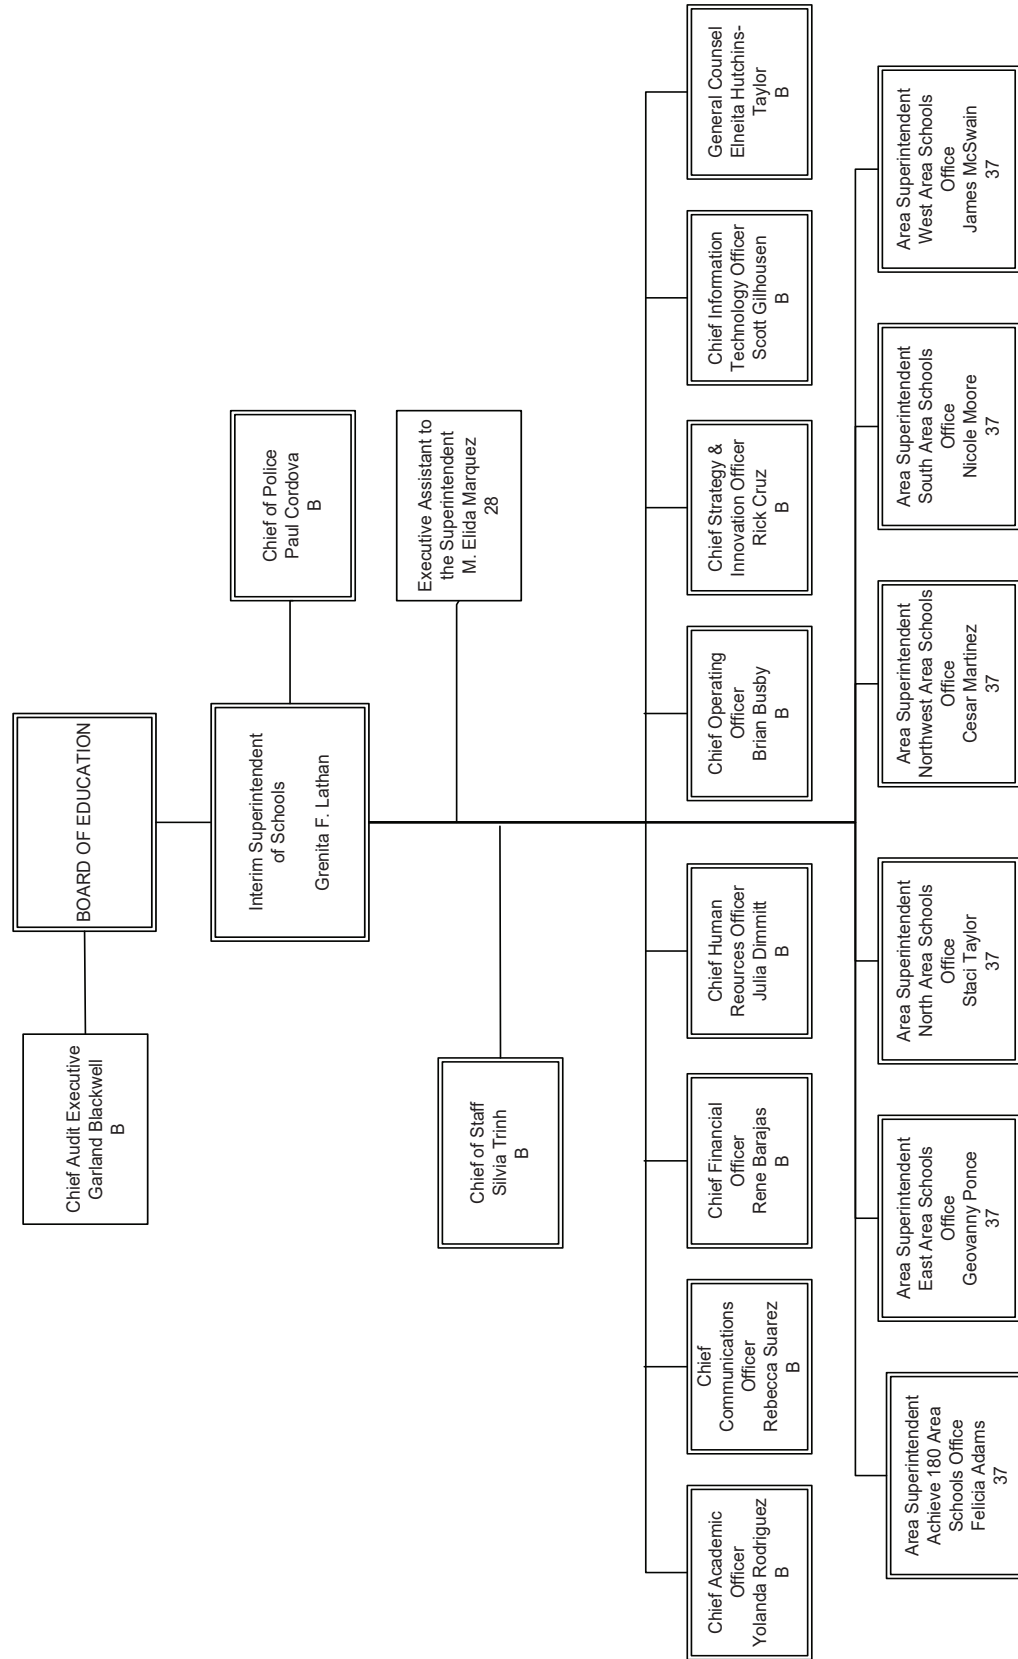 BOARD OF EDUCATION
Chief Audit Executive
Garland Blackwell
B
Interim Superintendent
of Schools
Grenita F. Lathan
Chief of Police
Paul Cordova
B
Executive Assistant to
the Superintendent
M. Elida Marquez
28
Chief of Staff
Silvia Trinh
B
Chief Academic
Officer
Yolanda Rodriguez
B
Chief
Communications
Officer
Rebecca Suarez
B
Chief Financial
Officer
Rene Barajas
B
Chief Human
Reources Officer
Julia Dimmitt
B
Chief Operating
Officer
Brian Busby
B
Chief Strategy &
Innovation Officer
Rick Cruz
B
Chief Information
Technology Officer
Scott Gilhousen
B
General Counsel
Elneita Hutchins-
Taylor
B
Area Superintendent
Achieve 180 Area
Schools Office
Felicia Adams
37
Area Superintendent
East Area Schools
Office
Geovanny Ponce
37
Area Superintendent
North Area Schools
Office
Staci Taylor
37
Area Superintendent
Northwest Area Schools
Office
Cesar Martinez
37
Area Superintendent
South Area Schools
Office
Nicole Moore
37
Area Superintendent
West Area Schools
Office
James McSwain
37